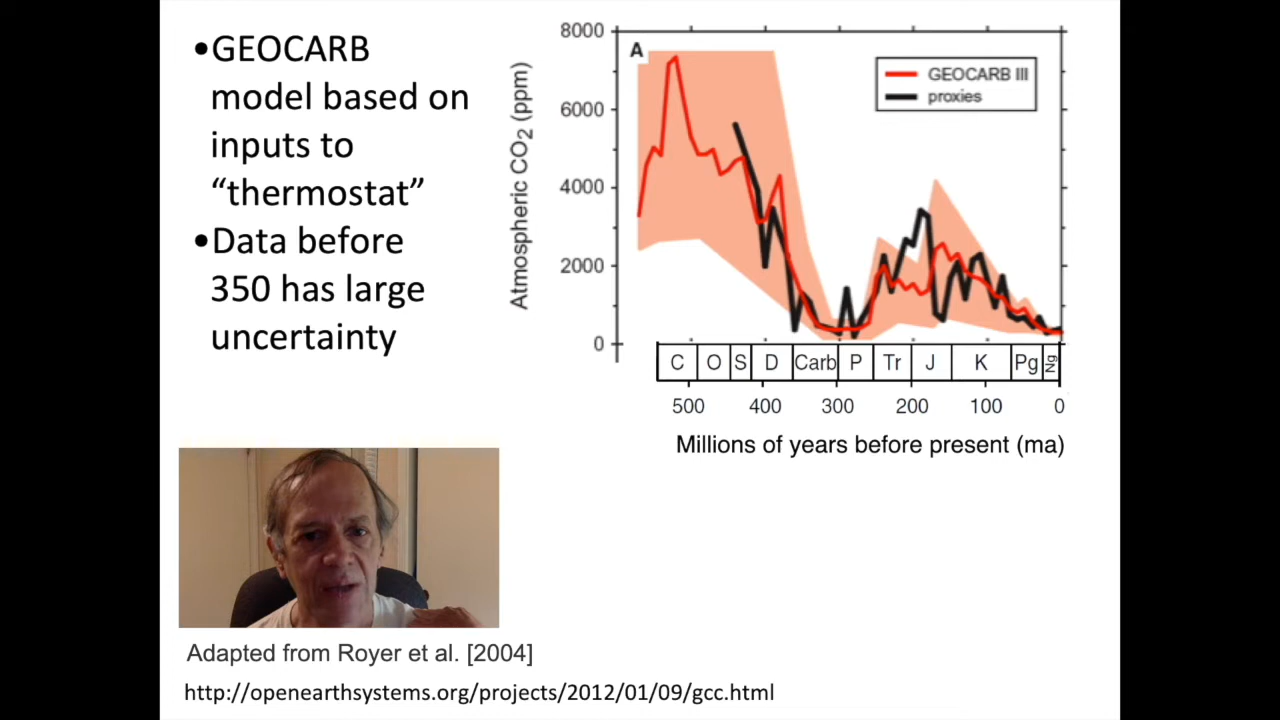 •GEOCARB
model based on
inputs to
“thermostat”
•Data before
350 has large
uncertainty
A
GEOCARB III
proxies
Atmospheric CO2 (ppm)
8000
6000
4000
2000
0
C O S D Carb P Tr J K Pg Ng
500 400 300 200 100 0
Millions of years before present (ma)
Adapted from Royer et al. [2004]
http://openearthsystems.org/projects/2012/01/09/gcc.html